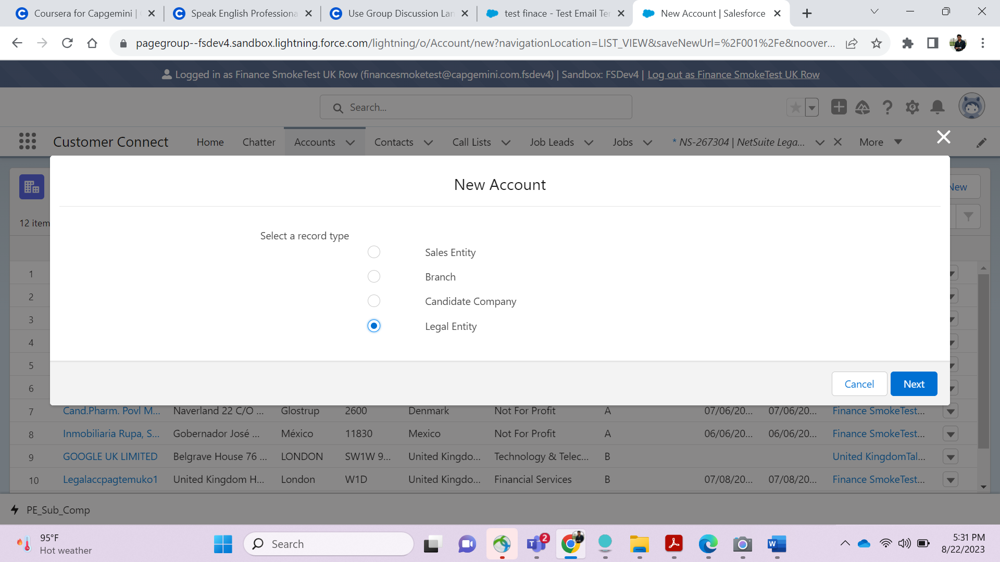 Coursera for Capgemini |
Speak English Professiona
Use Group Discussion Lan
test finace - Test Email Ter
New Account | Salesforce
pagegroup--fsdev4.sandbox.lightning.force.com/lightning/o/Account/new?navigationLocation=LIST_VIEW&saveNewUrl=%2F001%2Fe&noover...
Logged in as Finance SmokeTest UK Row (financesmoketest@capgemini.com.fsdev4) | Sandbox: FSDev4 | Log out as Finance SmokeTest UK Row
Search...
Customer Connect
Home
Chatter
Accounts
Contacts
Call Lists
Job Leads
Jobs
* NS-267304 | NetSuite Lega...
More
New Account
New
12 item
Select a record type
Sales Entity
Branch
Candidate Company
Legal Entity
Cancel
Next
1
2
3
4
5
6
7 Cand.Pharm. Povl M... Naverland 22 C/O ... Glostrup 2600 Denmark Not For Profit A 07/06/20... 07/06/20... Finance SmokeTest...
8 Inmobiliaria Rupa, S... Gobernador José ... México 11830 Mexico Not For Profit A 06/06/20... 06/06/20... Finance SmokeTest...
9 GOOGLE UK LIMITED Belgrave House 76 ... LONDON SW1W 9... United Kingdo... Technology & Telec... B United KingdomTal...
10 Legalaccpagtemuko1 United Kingdom H... London W1D United Kingdo... Financial Services B 07/08/20... 07/08/20... Finance SmokeTest...
PE_Sub_Comp
95°F
Hot weather
Search
2
5:31 PM
8/22/2023